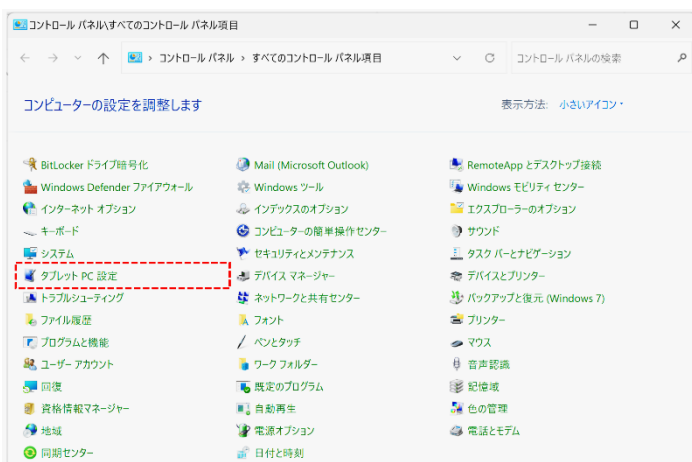 コントロール パネル\すべてのコントロール パネル項目
コントロール パネル › すべてのコントロール パネル項目
コントロール パネルの検索
コンピューターの設定を調整します
表示方法: 小さいアイコン
BitLocker ドライブ暗号化 Mail (Microsoft Outlook) RemoteApp とデスクトップ接続
Windows Defender ファイアウォール Windows ツール Windows モビリティ センター
インターネット オプション インデックスのオプション エクスプローラーのオプション
キーボード コンピューターの簡単操作センター サウンド
システム セキュリティとメンテナンス タスク バーとナビゲーション
タブレット PC 設定 デバイス マネージャー デバイスとプリンター
トラブルシューティング ネットワークと共有センター バックアップと復元 (Windows 7)
ファイル履歴 フォント プリンター
プログラムと機能 ペンとタッチ マウス
ユーザー アカウント ワーク フォルダー 音声認識
回復 既定のプログラム 記憶域
資格情報マネージャー 自動再生 色の管理
地域 電源オプション 電話とモデム
同期センター 日付と時刻